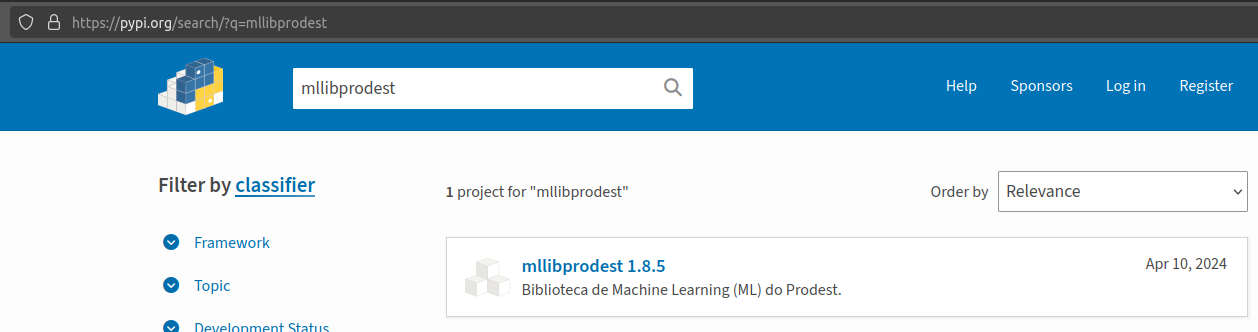 https://pypi.org/search/?q=mllibprodest
mllibprodest
Help Sponsors Log in Register
Filter by classifier
1 project for "mllibprodest"
Order by Relevance
Framework
mllibprodest 1.8.5
Apr 10, 2024
Biblioteca de Machine Learning (ML) do Prodest.
Topic
Development Status